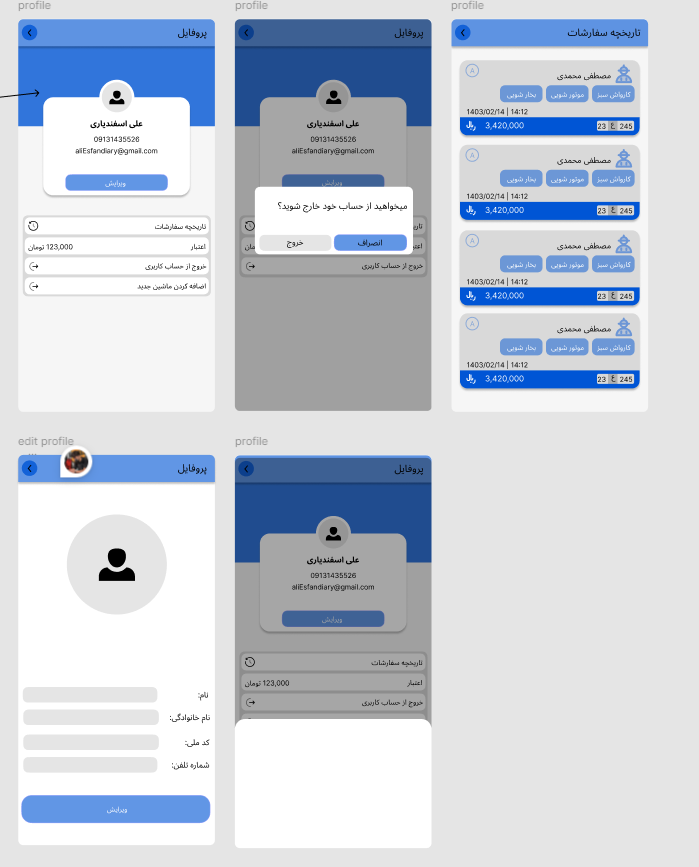 profile
پروفایل
علی اسفندیاری
09131435526
aliEsfandiary@gmail.com
ویرایش
تاریخچه سفارشات
اعتبار
123,000 تومان
خروج از حساب کاربری
اضافه کردن ماشین جدید
profile
پروفایل
علی اسفندیاری
09131435526
aliEsfandiary@gmail.com
ویرایش
میخواهید از حساب خود خارج شوید؟
انصراف
خروج
خروج از حساب کاربری
profile
تاریخچه سفارشات
A
مصطفی محمدی
کارواش سبز
موتور شویی
بخار شویی
1403/02/14 | 14:12
245 ع 23
3,420,000 ریال
A
مصطفی محمدی
کارواش سبز
موتور شویی
بخار شویی
1403/02/14 | 14:12
245 ع 23
3,420,000 ریال
A
مصطفی محمدی
کارواش سبز
موتور شویی
بخار شویی
1403/02/14 | 14:12
245 ع 23
3,420,000 ریال
A
مصطفی محمدی
کارواش سبز
موتور شویی
بخار شویی
1403/02/14 | 14:12
245 ع 23
3,420,000 ریال
edit profile
پروفایل
نام:
نام خانوادگی:
کد ملی:
شماره تلفن:
ویرایش
profile
پروفایل
علی اسفندیاری
09131435526
aliEsfandiary@gmail.com
ویرایش
تاریخچه سفارشات
اعتبار
123,000 تومان
خروج از حساب کاربری